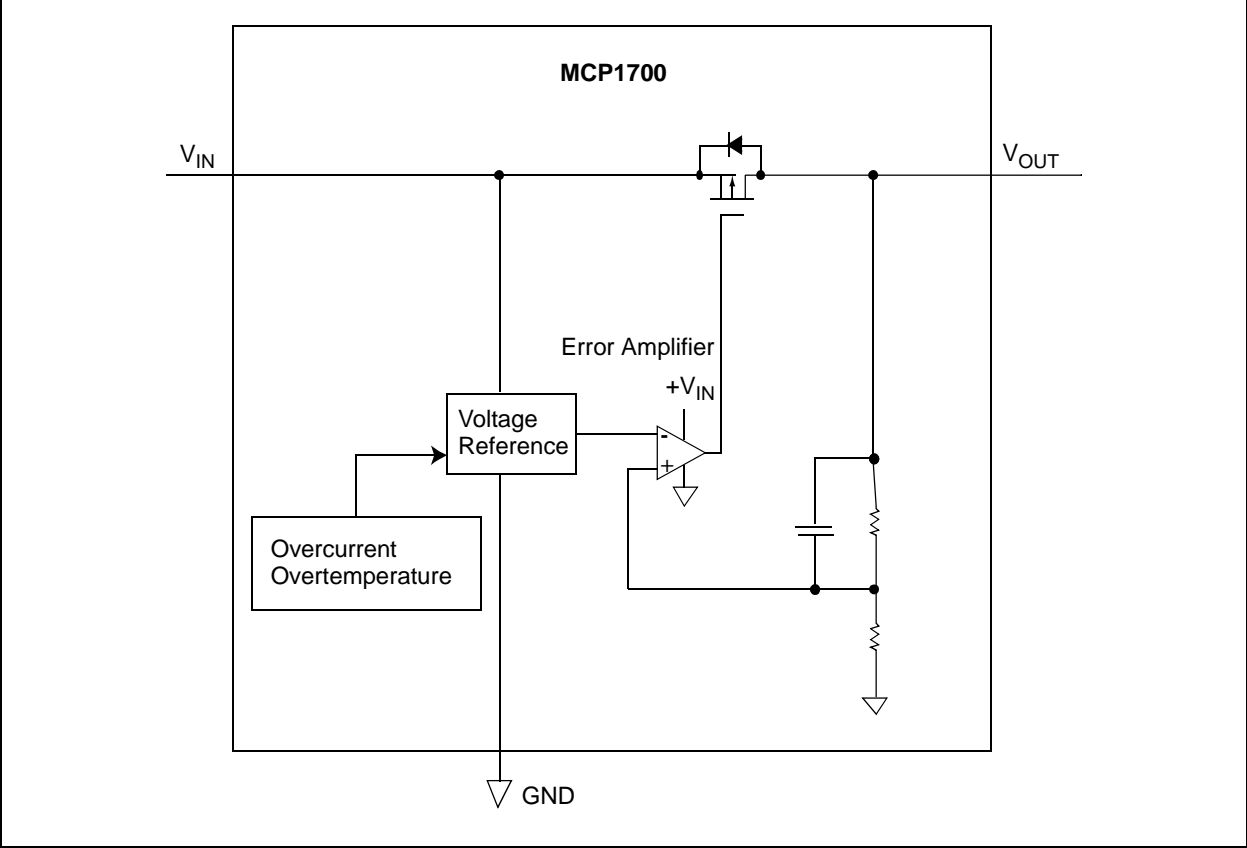 MCP1700
VIN
VOUT
Error Amplifier
+VIN
Voltage
Reference
-
+
Overcurrent
Overtemperature
GND